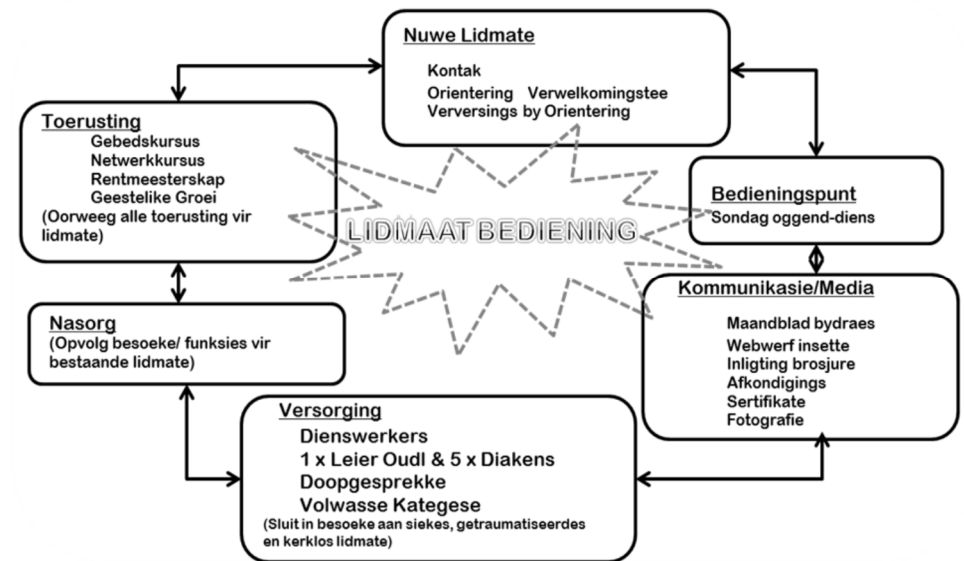 Nuwe Lidmate
Kontak
Orientering Verwelkomingstee
Verversings by Orientering
Toerusting
Gebedskursus
Netwerkkursus
Rentmeesterskap
Geestelike Groei
(Oorweeg alle toerusting vir
lidmate)
LIDMAAT BEDIENING
Bedieningspunt
Sondag oggend-diens
Kommunikasie/Media
Maandblad bydraes
Webwerf insette
Inligting brosjure
Afkondigings
Sertifikate
Fotografie
Nasorg
(Opvolg besoeke/ funksies vir
bestaande lidmate)
Versorging
Dienswerkers
1 x Leier Oudl & 5 x Diakens
Doopgesprekke
Volwasse Kategese
(Sluit in besoeke aan siekes, getraumatiseerdes
en kerklos lidmate)